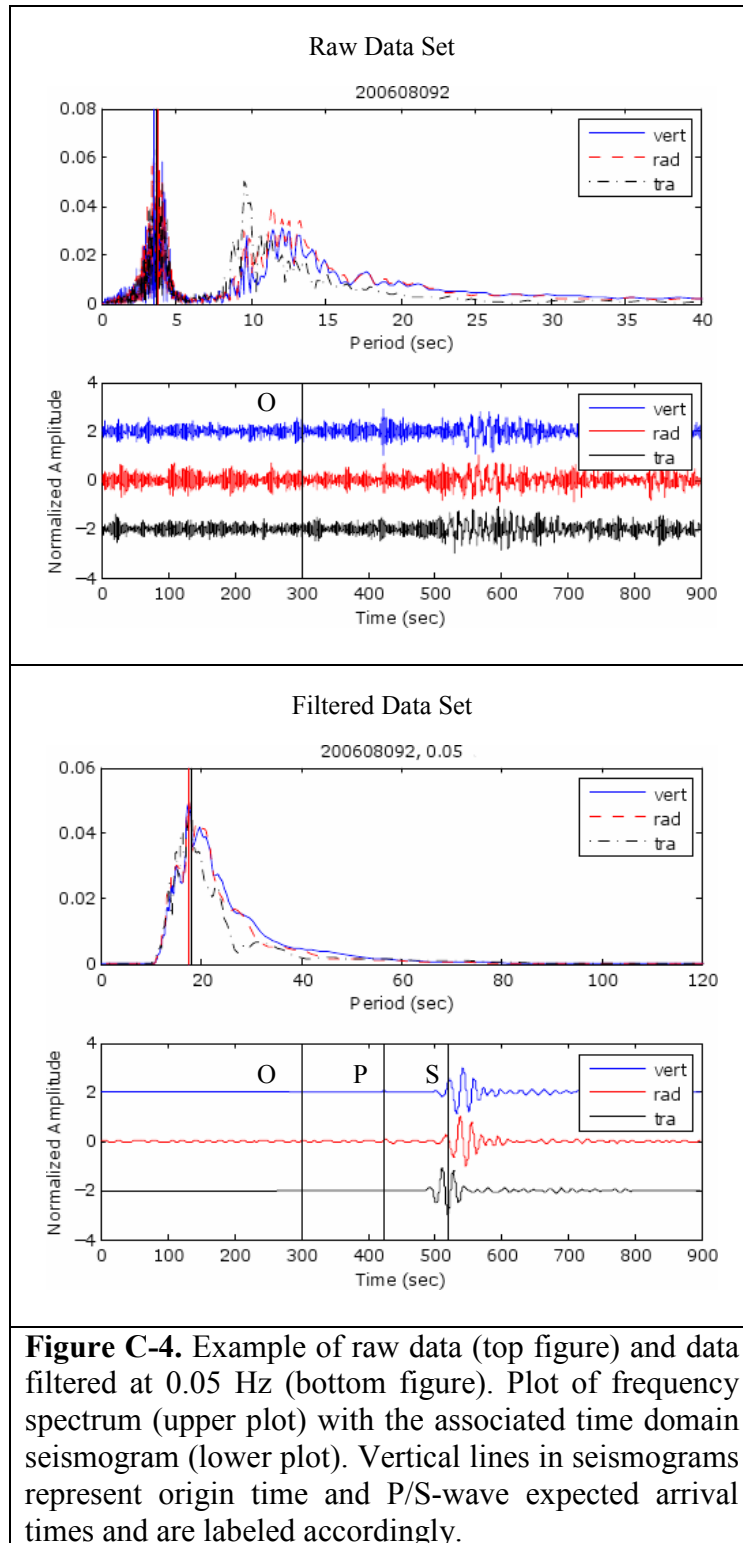 Raw Data Set
200608092
0.08
0.06
0.04
0.02
0
vert
rad
tra
0 5 10 15 20 25 30 35 40
Period (sec)
Normalized Amplitude
4
2
0
−2
−4
O
vert
rad
tra
0 100 200 300 400 500 600 700 800 900
Time (sec)
Filtered Data Set
200608092, 0.05
0.06
0.04
0.02
0
vert
rad
tra
0 20 40 60 80 100 120
Period (sec)
Normalized Amplitude
4
2
0
−2
−4
O P S
vert
rad
tra
0 100 200 300 400 500 600 700 800 900
Time (sec)
Figure C-4. Example of raw data (top figure) and data
filtered at 0.05 Hz (bottom figure). Plot of frequency
spectrum (upper plot) with the associated time domain
seismogram (lower plot). Vertical lines in seismograms
represent origin time and P/S-wave expected arrival
times and are labeled accordingly.